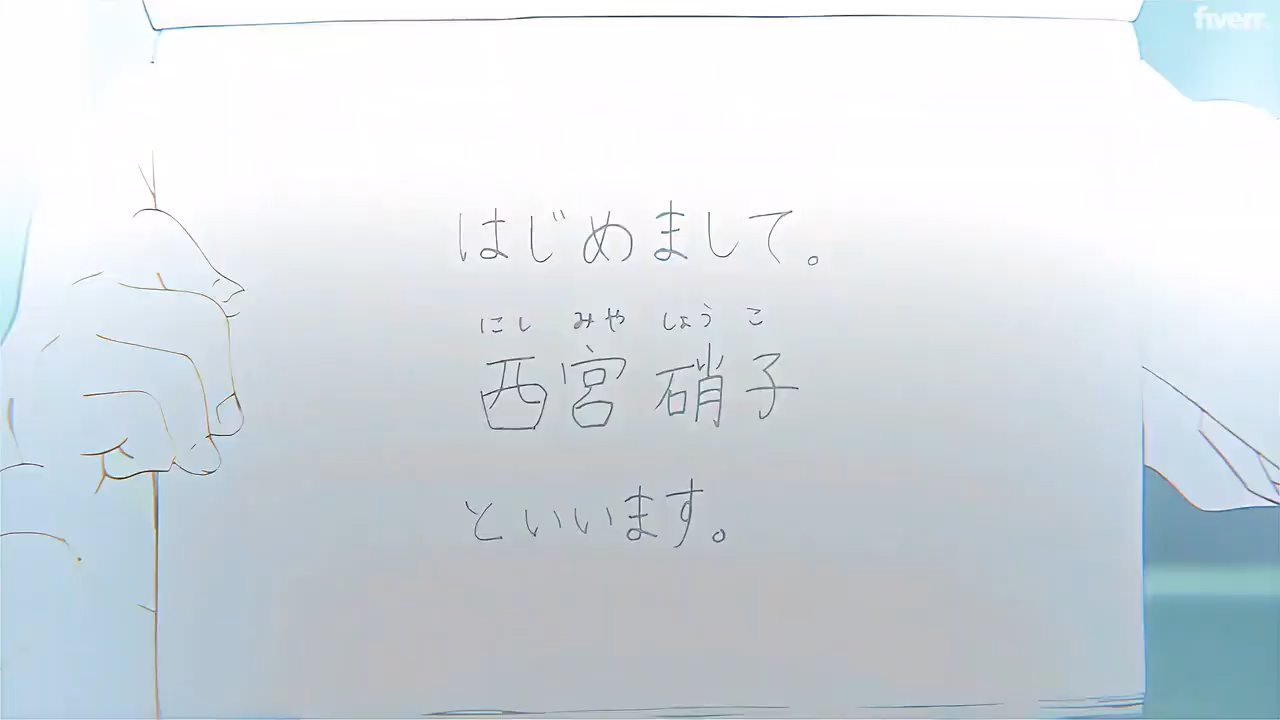 fiverr.
はじめまして。
にし みや しょう こ
西宮 硝子
といいます。